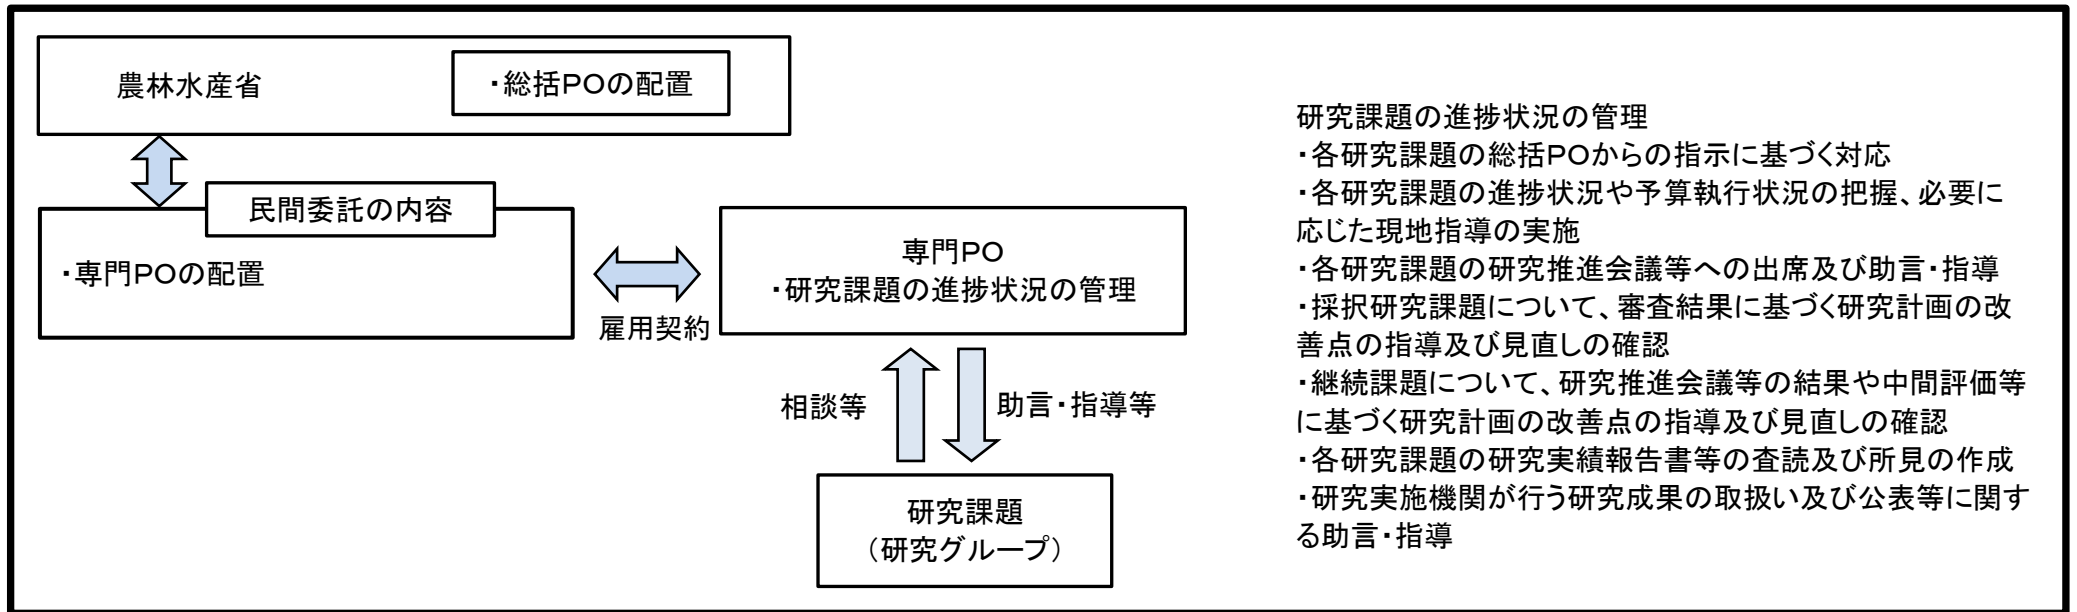 農林水産省
・総括POの配置
民間委託の内容
・専門POの配置
雇用契約
専門PO
・研究課題の進捗状況の管理
相談等
助言・指導等
研究課題
（研究グループ）
研究課題の進捗状況の管理
・各研究課題の総括POからの指示に基づく対応
・各研究課題の進捗状況や予算執行状況の把握、必要に
応じた現地指導の実施
・各研究課題の研究推進会議等への出席及び助言・指導
・採択研究課題について、審査結果に基づく研究計画の改
善点の指導及び見直しの確認
・継続課題について、研究推進会議等の結果や中間評価等
に基づく研究計画の改善点の指導及び見直しの確認
・各研究課題の研究実績報告書等の査読及び所見の作成
・研究実施機関が行う研究成果の取扱い及び公表等に関す
る助言・指導